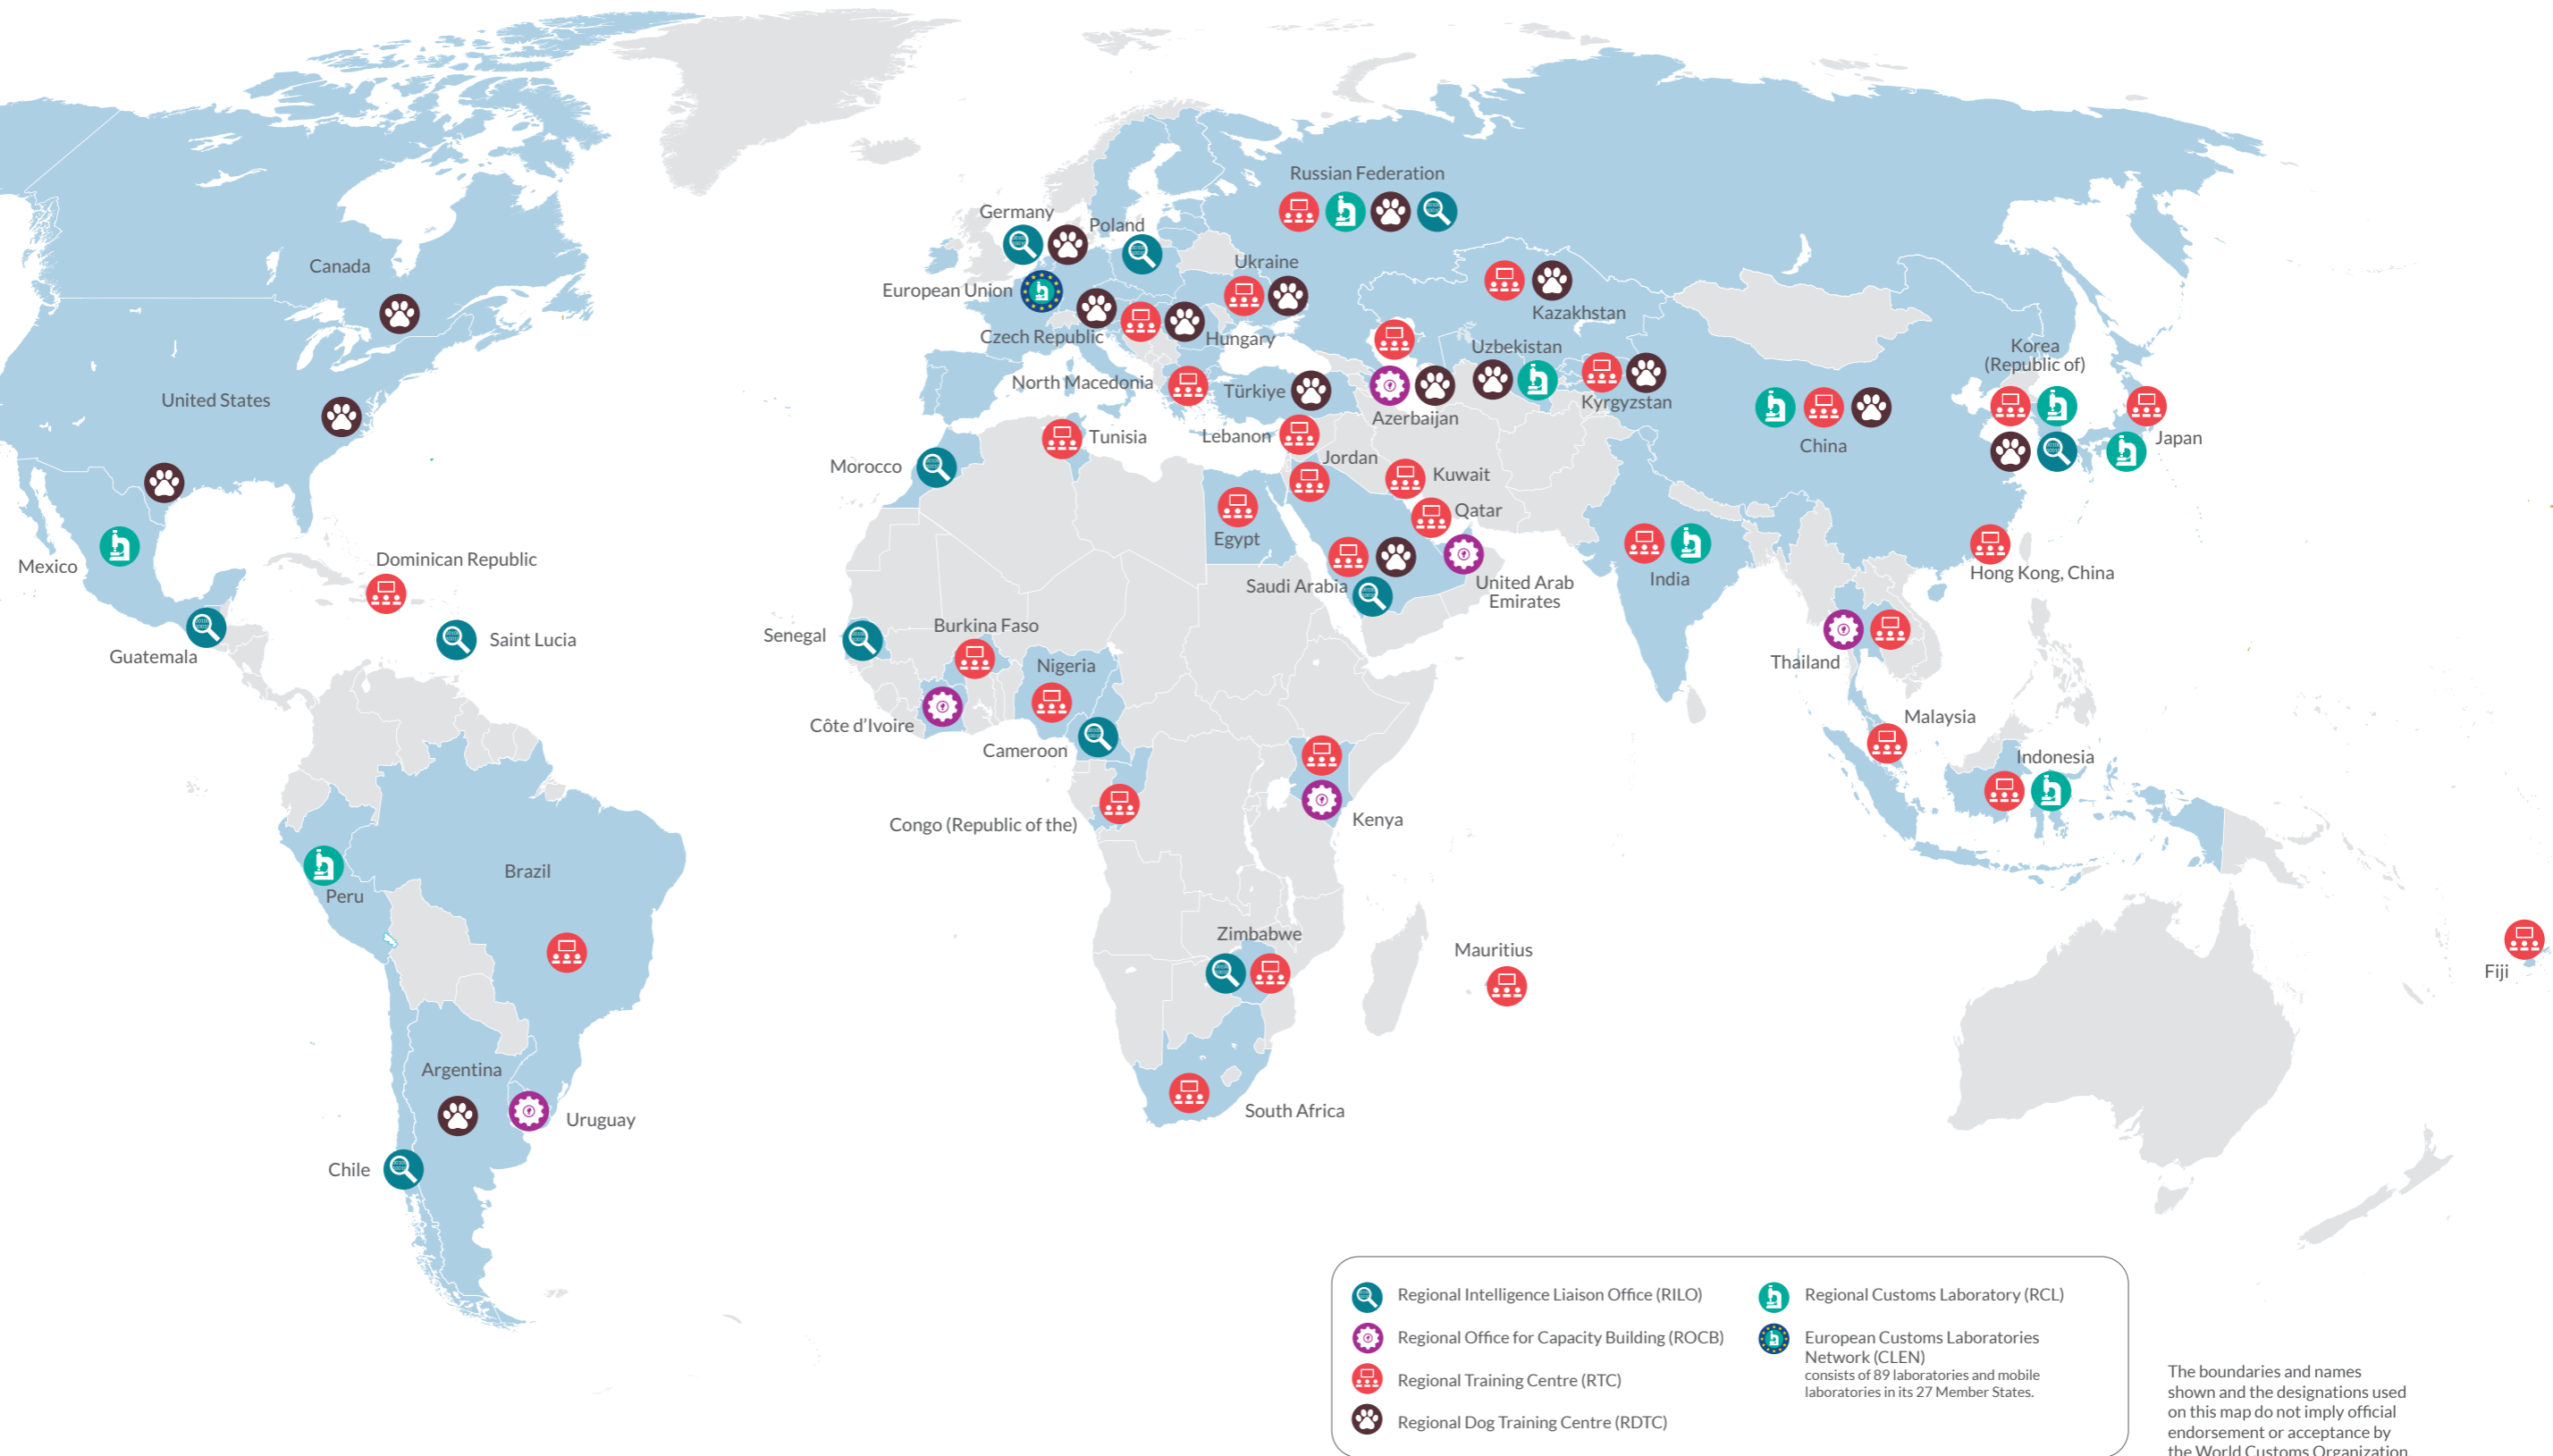 Russian Federation
Germany
Poland
Canada
Ukraine
European Union
Kazakhstan
Czech Republic
Hungary
Uzbekistan
Korea
(Republic of)
North Macedonia
Türkiye
Kyrgyzstan
United States
Azerbaijan
Tunisia
Lebanon
China
Japan
Morocco
Jordan
Kuwait
Qatar
Egypt
Mexico
Dominican Republic
Saudi Arabia
United Arab
Emirates
India
Hong Kong, China
Senegal
Burkina Faso
Saint Lucia
Guatemala
Nigeria
Thailand
Côte d'Ivoire
Cameroon
Malaysia
Indonesia
Congo (Republic of the)
Kenya
Brazil
Peru
Zimbabwe
Mauritius
Fiji
Argentina
Uruguay
South Africa
Chile
Regional Intelligence Liaison Office (RILO)
Regional Office for Capacity Building (ROCB)
Regional Training Centre (RTC)
Regional Dog Training Centre (RDTC)
Regional Customs Laboratory (RCL)
European Customs Laboratories
Network (CLEN)
consists of 89 laboratories and mobile
laboratories in its 27 Member States.
The boundaries and names
shown and the designations used
on this map do not imply official
endorsement or acceptance by
the World Customs Organization